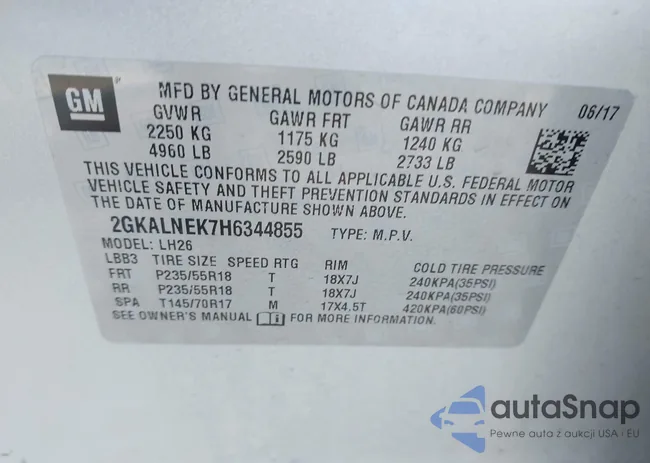 GM
MFD BY GENERAL MOTORS OF CANADA COMPANY 06/17
GVWR GAWR FRT GAWR RR
2250 KG 1175 KG 1240 KG
4960 LB 2590 LB 2733 LB
THIS VEHICLE CONFORMS TO ALL APPLICABLE U.S. FEDERAL MOTOR
VEHICLE SAFETY AND THEFT PREVENTION STANDARDS IN EFFECT ON
THE DATE OF MANUFACTURE SHOWN ABOVE.
2GKALNEK7H6344855 TYPE: M.P.V.
MODEL: LH26
LBB3 TIRE SIZE SPEED RTG RIM COLD TIRE PRESSURE
FRT P235/55R18 T 18X7J 240KPA(35PSI)
RR P235/55R18 T 18X7J 240KPA(35PSI)
SPA T145/70R17 M 17X4.5T 420KPA(60PSI)
SEE OWNER'S MANUAL FOR MORE INFORMATION.
autaSnap
Pewne auta z aukcji USA i EU